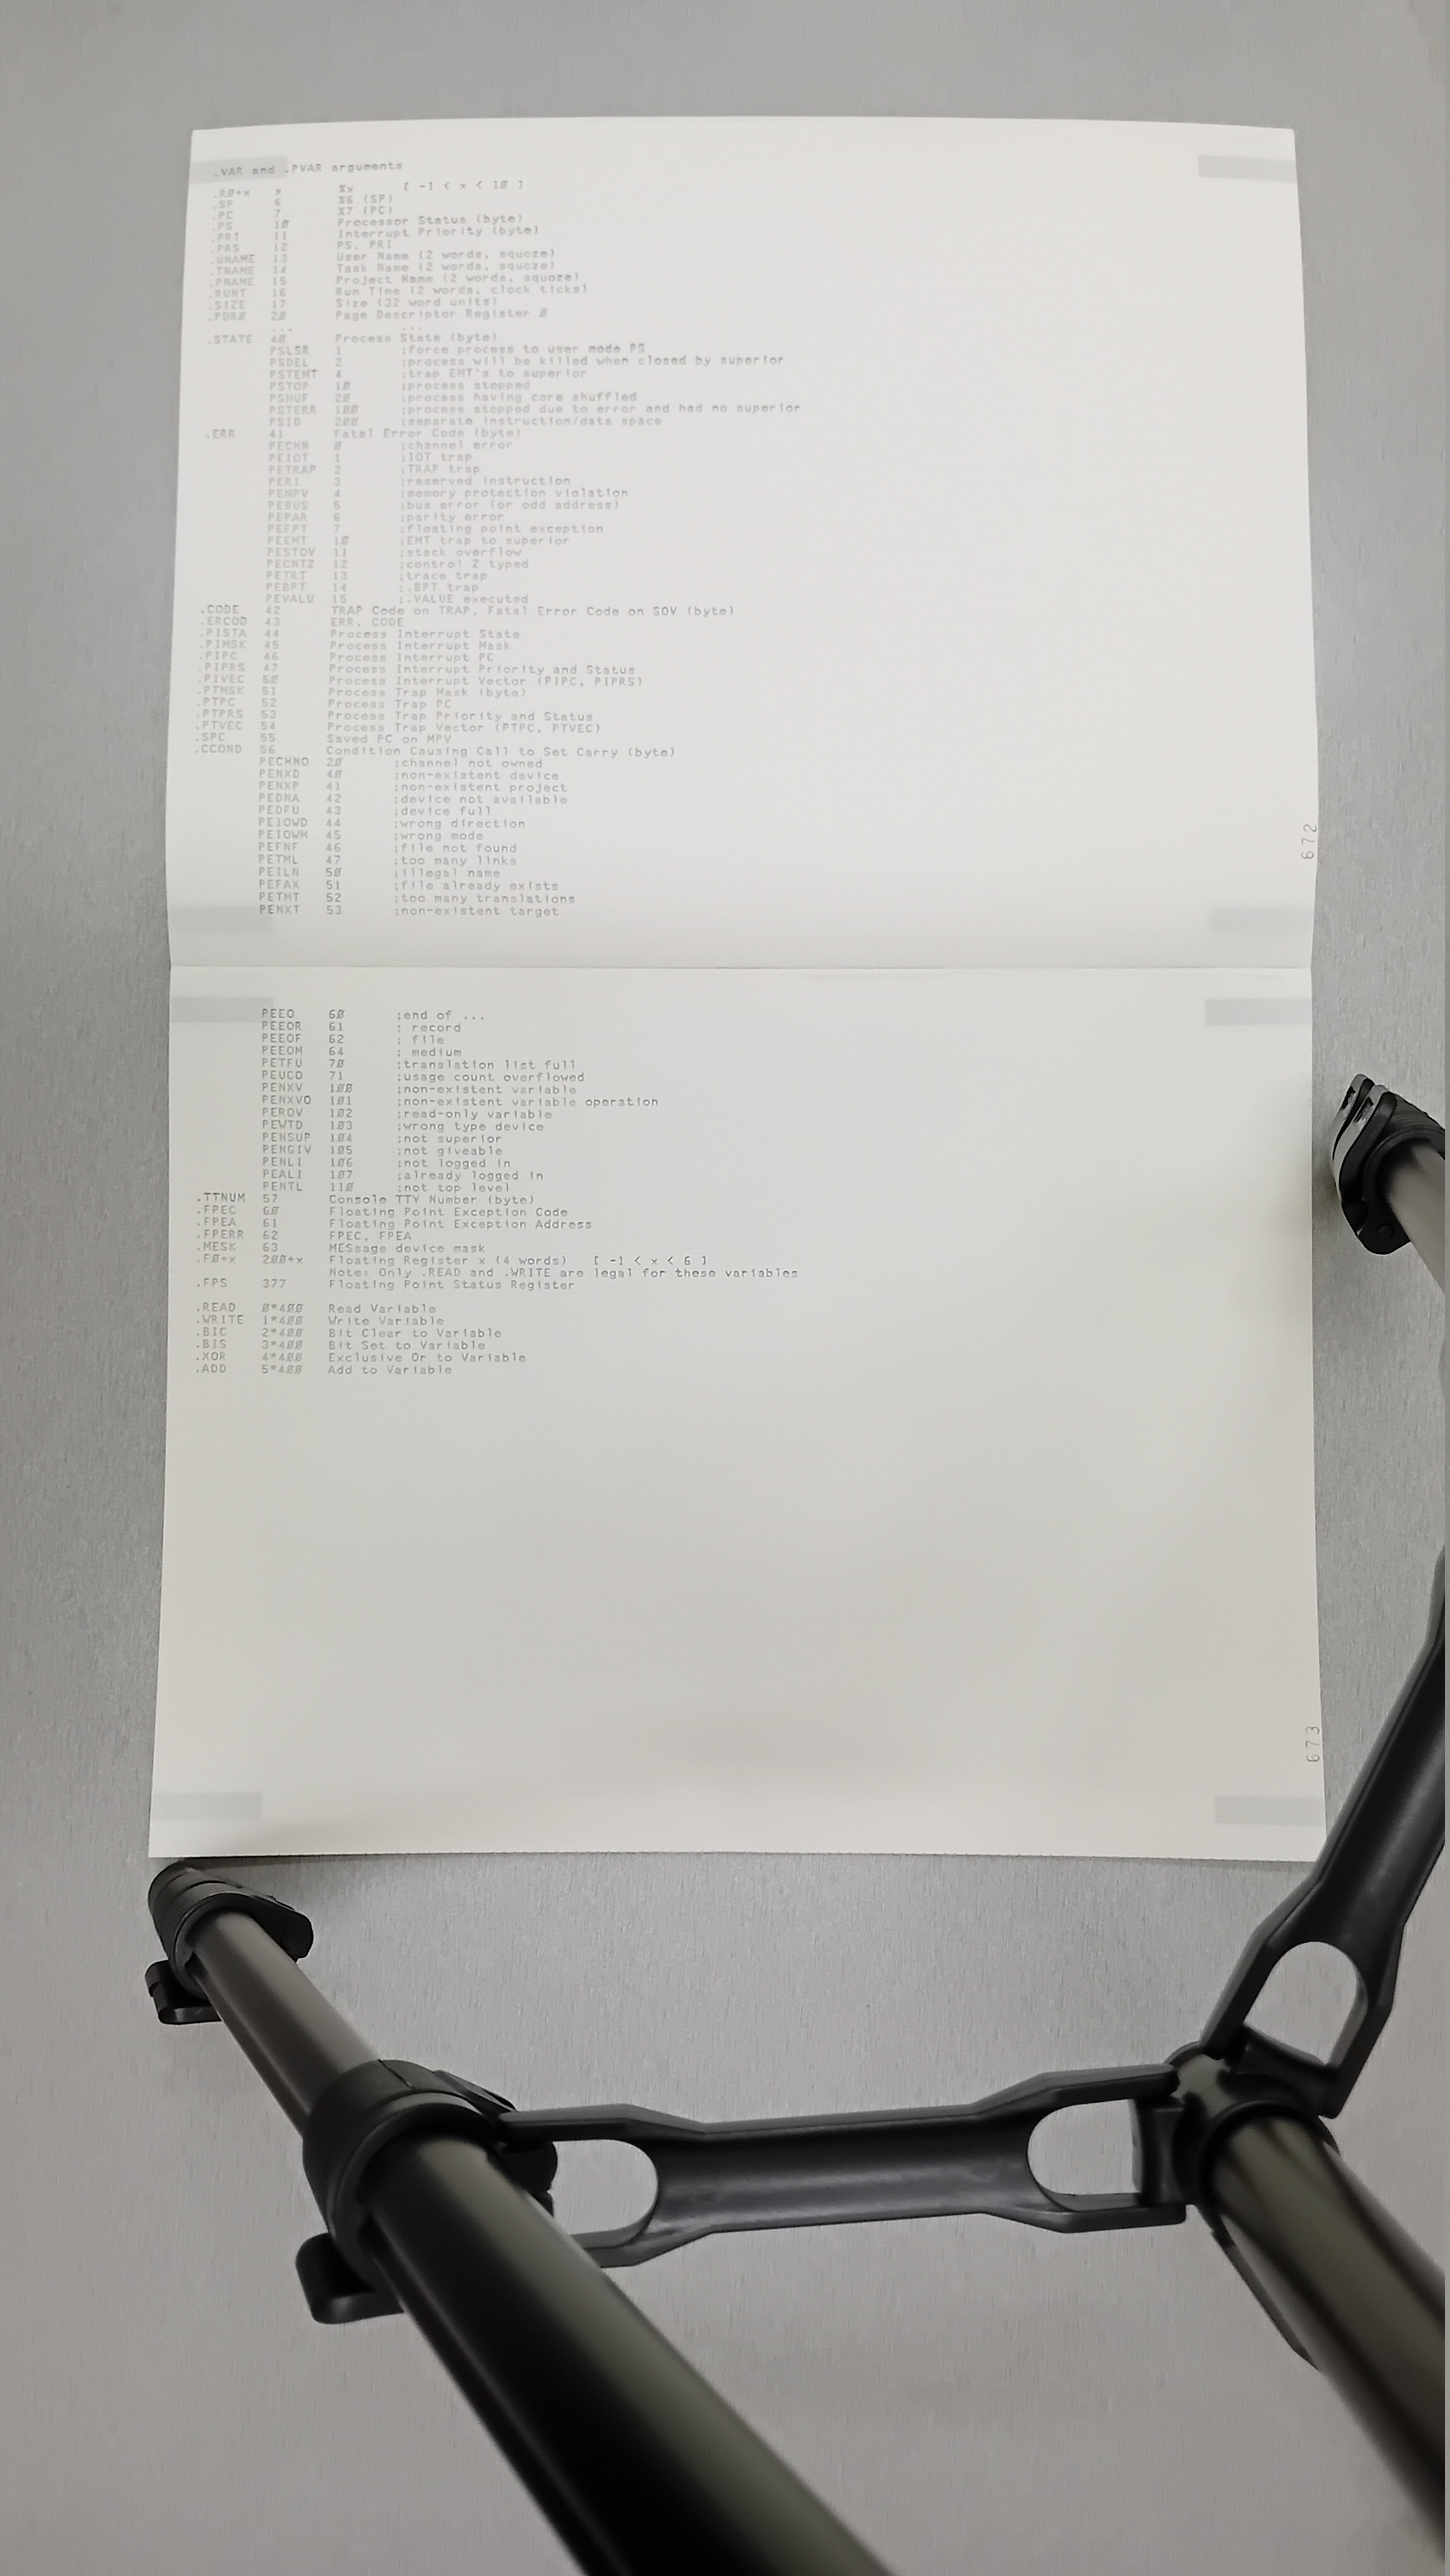 .VAR and .PVAR arguments
.RØ+x x %x [ -1 < x < 1Ø ]
.SP 6 %6 (SP)
.PC 7 %7 (PC)
.PS 1Ø Processor Status (byte)
.PRI 11 Interrupt Priority (byte)
.PRS 12 PS, PRI
.UNAME 13 User Name (2 words, squoze)
.TNAME 14 Task Name (2 words, squoze)
.PNAME 15 Project Name (2 words, squoze)
.RUNT 16 Run Time (2 words, clock ticks)
.SIZE 17 Size (32 word units)
.PDRØ 2Ø Page Descriptor Register Ø
... ...
.STATE 4Ø Process State (byte)
PSLSR 1 ;force process to user mode PS
PSDEL 2 ;process will be killed when closed by superior
PSTEMT 4 ;trap EMT's to superior
PSTOP 1Ø ;process stopped
PSHUF 2Ø ;process having core shuffled
PSTERR 1ØØ ;process stopped due to error and had no superior
PSID 2ØØ ;separate instruction/data space
.ERR 41 Fatal Error Code (byte)
PECHN Ø ;channel error
PEIOT 1 ;IOT trap
PETRAP 2 ;TRAP trap
PERI 3 ;reserved instruction
PEMPV 4 ;memory protection violation
PEBUS 5 ;bus error (or odd address)
PEPAR 6 ;parity error
PEFPT 7 ;floating point exception
PEEMT 1Ø ;EMT trap to superior
PESTOV 11 ;stack overflow
PECNTZ 12 ;control Z typed
PETRT 13 ;trace trap
PEBPT 14 ;.BPT trap
PEVALU 15 ;.VALUE executed
.CODE 42 TRAP Code on TRAP, Fatal Error Code on SOV (byte)
.ERCOD 43 ERR, CODE
.PISTA 44 Process Interrupt State
.PIMSK 45 Process Interrupt Mask
.PIPC 46 Process Interrupt PC
.PIPRS 47 Process Interrupt Priority and Status
.PIVEC 5Ø Process Interrupt Vector (PIPC, PIPRS)
.PTMSK 51 Process Trap Mask (byte)
.PTPC 52 Process Trap PC
.PTPRS 53 Process Trap Priority and Status
.PTVEC 54 Process Trap Vector (PTPC, PTVEC)
.SPC 55 Saved PC on MPV
.CCOND 56 Condition Causing Call to Set Carry (byte)
PECHNO 2Ø ;channel not owned
PENXD 4Ø ;non-existent device
PENXP 41 ;non-existent project
PEDNA 42 ;device not available
PEDFU 43 ;device full
PEIOWD 44 ;wrong direction
PEIOWM 45 ;wrong mode
PEFNF 46 ;file not found
PETML 47 ;too many links
PEILN 5Ø ;illegal name
PEFAX 51 ;file already exists
PETMT 52 ;too many translations
PENXT 53 ;non-existent target
672
PEEO 6Ø ;end of ...
PEEOR 61 ; record
PEEOF 62 ; file
PEEOM 64 ; medium
PETFU 7Ø ;translation list full
PEUCO 71 ;usage count overflowed
PENXV 1ØØ ;non-existent variable
PENXVO 1Ø1 ;non-existent variable operation
PEROV 1Ø2 ;read-only variable
PEWTD 1Ø3 ;wrong type device
PENSUP 1Ø4 ;not superior
PENGIV 1Ø5 ;not giveable
PENLI 1Ø6 ;not logged in
PEALI 1Ø7 ;already logged in
PENTL 11Ø ;not top level
.TTNUM 57 Console TTY Number (byte)
.FPEC 6Ø Floating Point Exception Code
.FPEA 61 Floating Point Exception Address
.FPERR 62 FPEC, FPEA
.MESK 63 MESsage device mask
.FØ+x 2ØØ+x Floating Register x (4 words) [ -1 < x < 6 ]
Note: Only .READ and .WRITE are legal for these variables
.FPS 377 Floating Point Status Register
.READ Ø*4ØØ Read Variable
.WRITE 1*4ØØ Write Variable
.BIC 2*4ØØ Bit Clear to Variable
.BIS 3*4ØØ Bit Set to Variable
.XOR 4*4ØØ Exclusive Or to Variable
.ADD 5*4ØØ Add to Variable
673